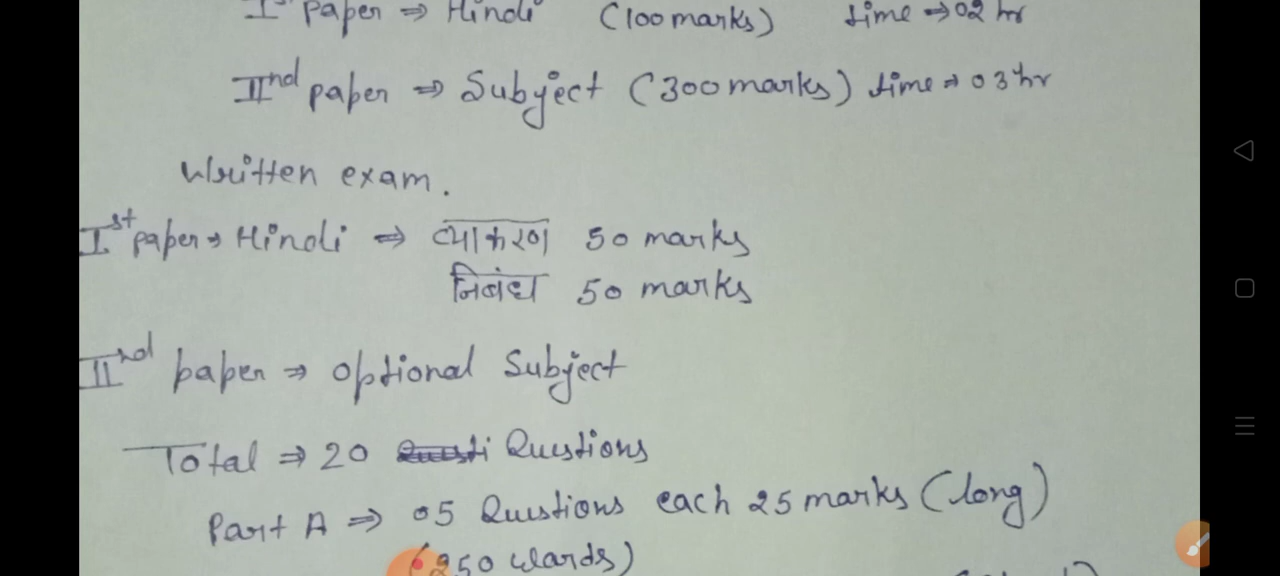 Ist paper ⇒ Hindi (100 marks) time ⇒ 02 hr
IInd paper ⇒ Subject (300 marks) time ⇒ 03 hr
Written exam.
Ist paper ⇒ Hindi ⇒ व्याकरण 50 marks
निबंध 50 marks
IInd paper ⇒ Optional Subject
Total ⇒ 20 Questions
Part A ⇒ 05 Questions each 25 marks (long)
250 words)